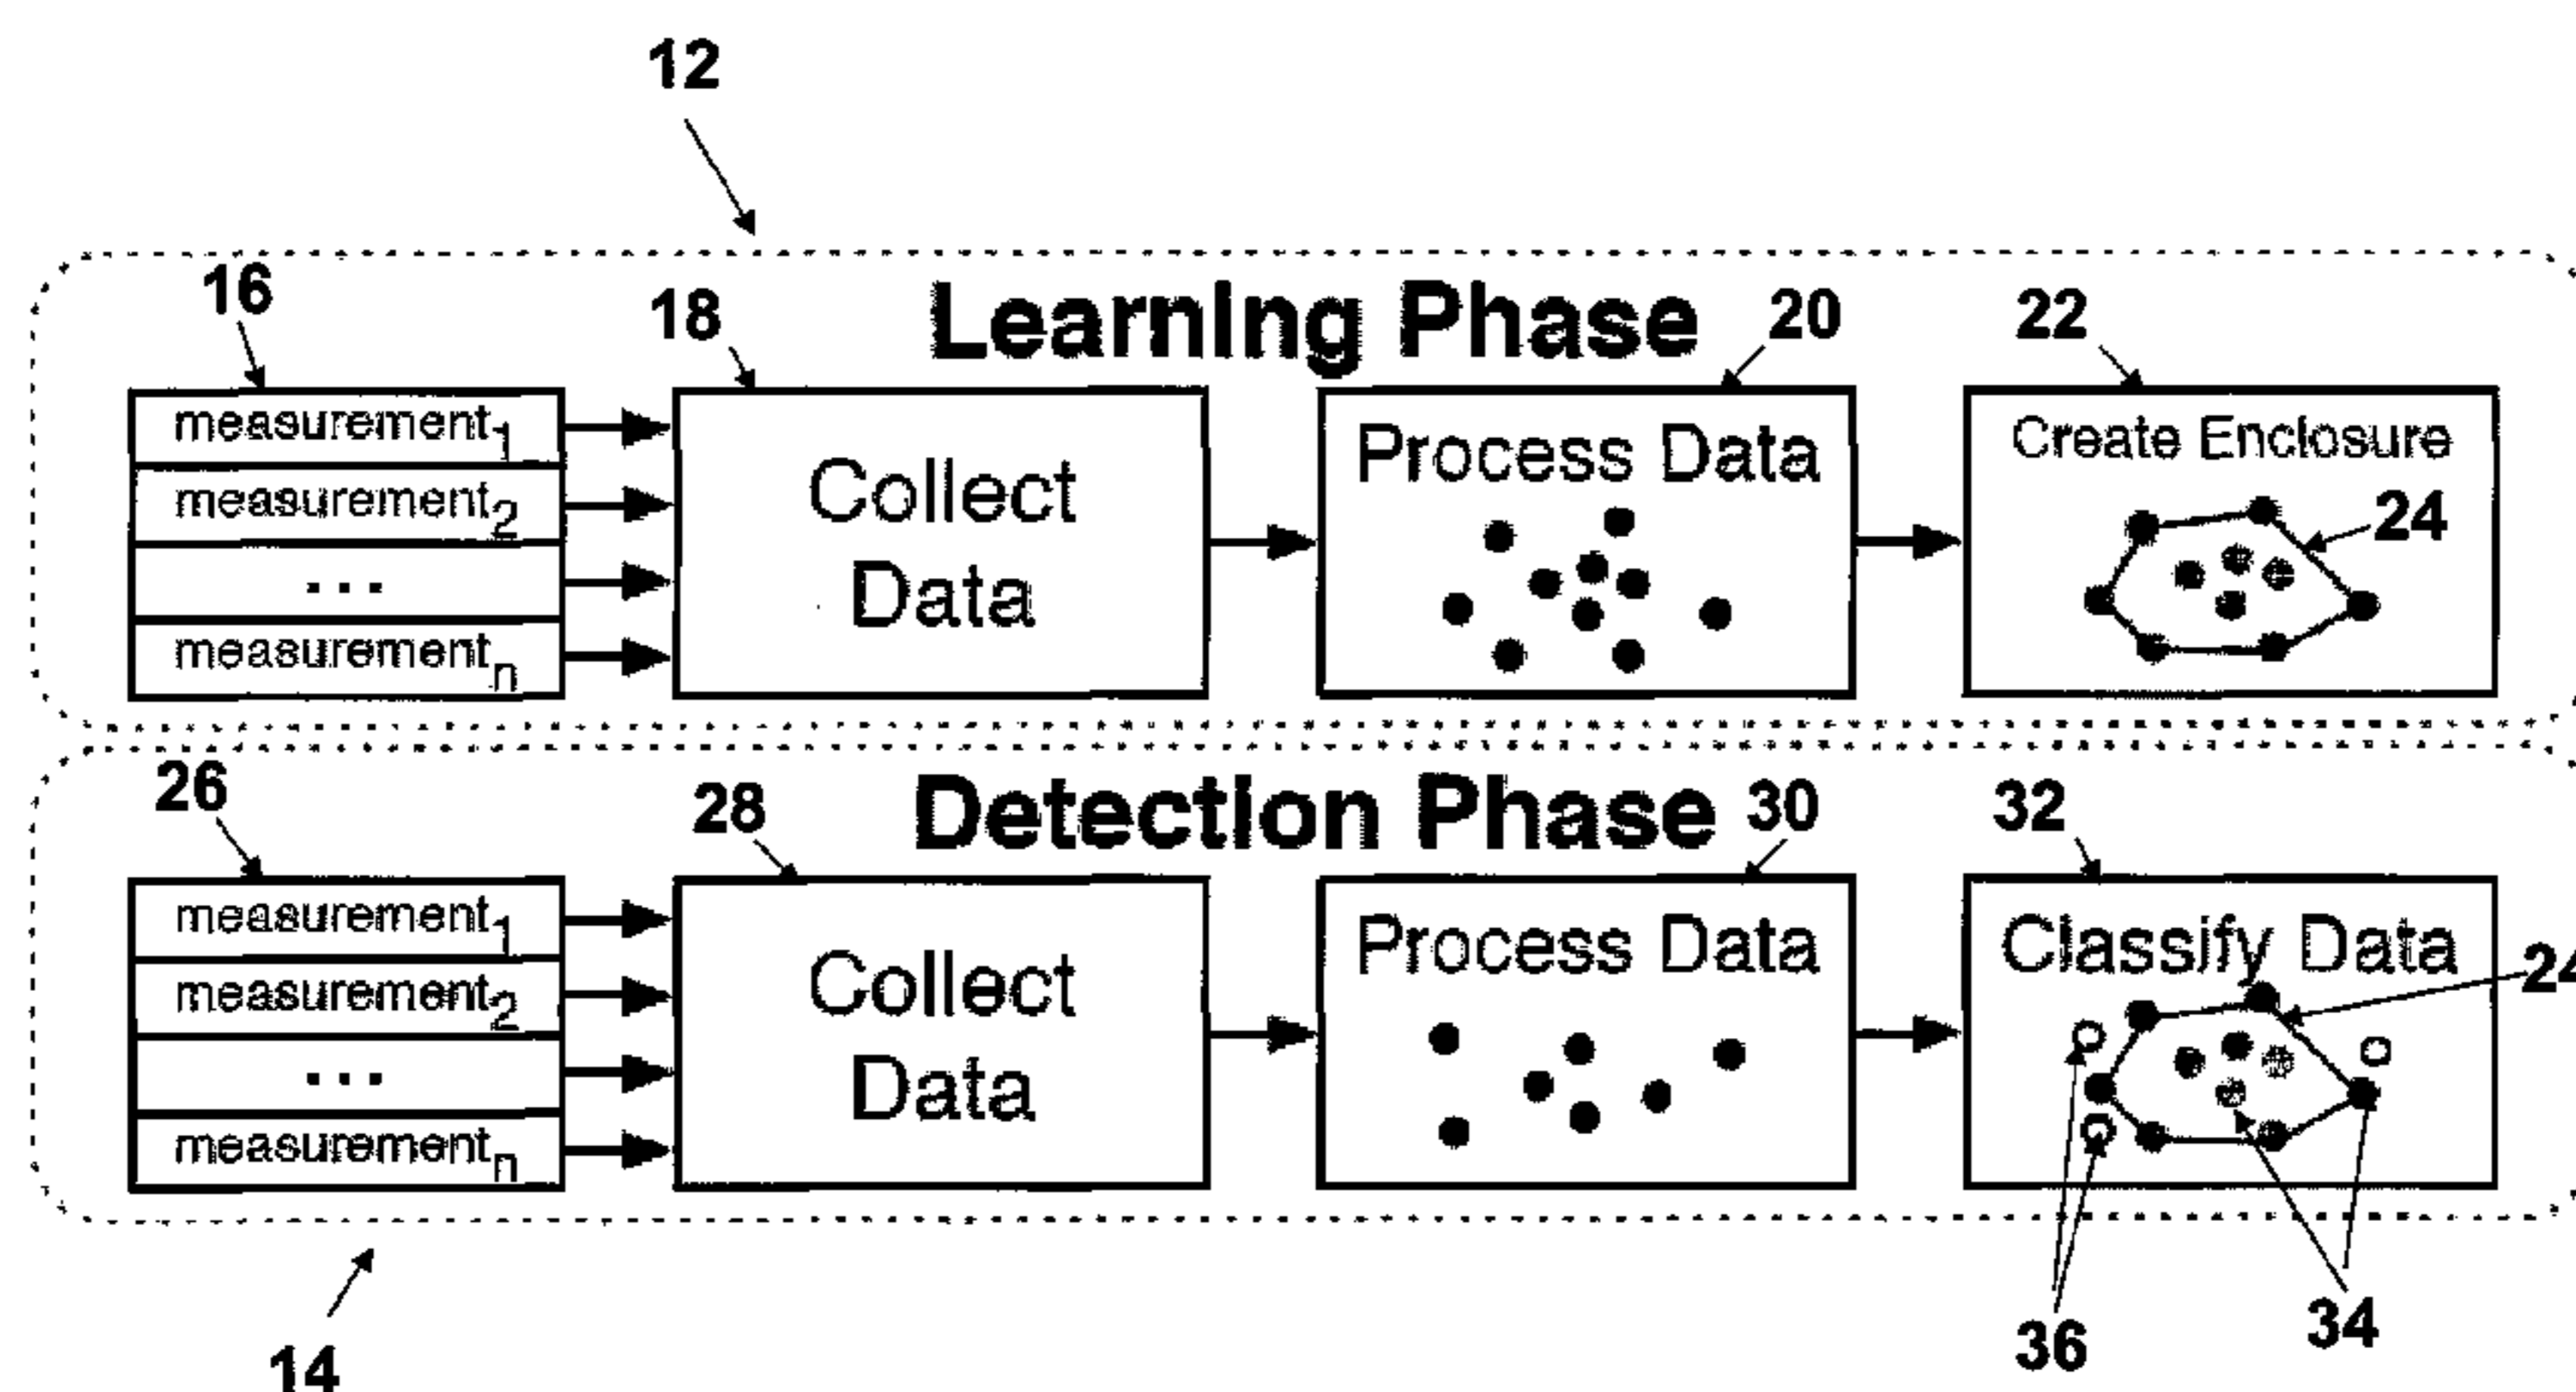 12
Learning Phase
16
18
20
22
measurement1
measurement2
...
measurementn
Collect
Data
Process Data
Create Enclosure
24
Detection Phase
26
28
30
32
measurement1
measurement2
...
measurementn
Collect
Data
Process Data
Classify Data
24
36
34
14